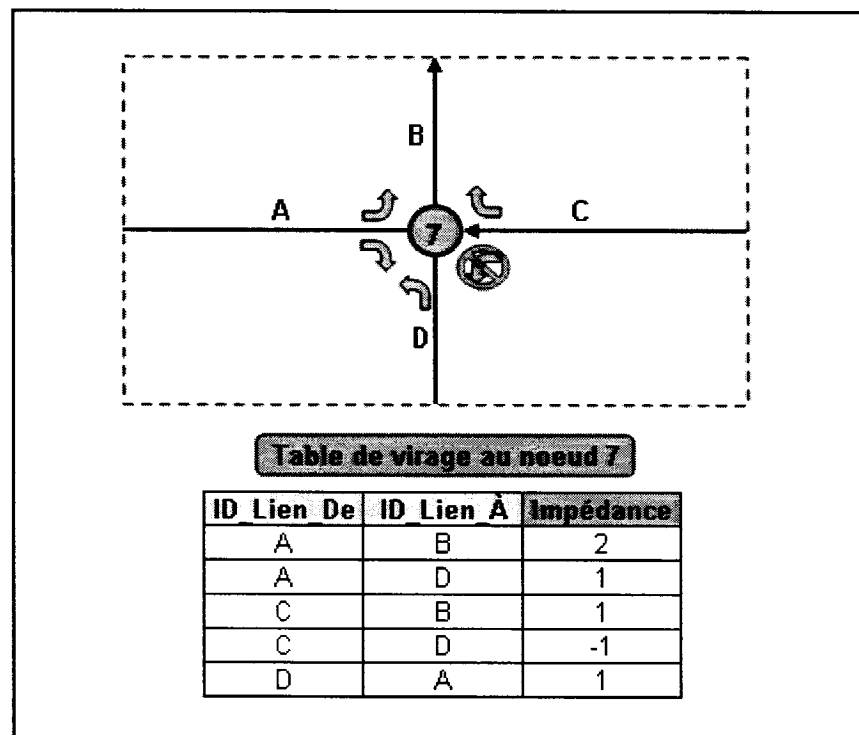 B
A
C
7
D
Table de virage au noeud 7
ID_Lien_De ID_Lien_À Impédance
A B 2
A D 1
C B 1
C D -1
D A 1